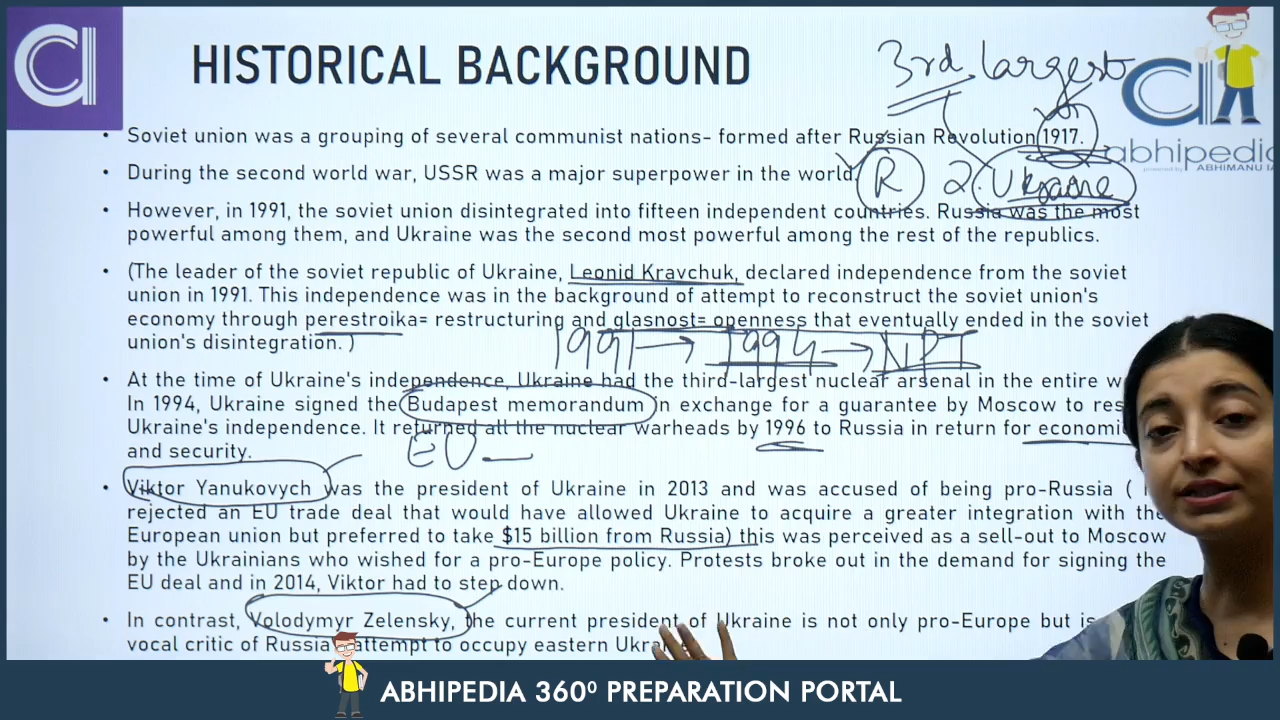 HISTORICAL BACKGROUND
3rd largest
• Soviet union was a grouping of several communist nations- formed after Russian Revolution 1917.
abhipedia
powered by ABHIMANU IA
• During the second world war, USSR was a major superpower in the world.
R 2. Ukraine
• However, in 1991, the soviet union disintegrated into fifteen independent countries. Russia was the most
powerful among them, and Ukraine was the second most powerful among the rest of the republics.
• (The leader of the soviet republic of Ukraine, Leonid Kravchuk, declared independence from the soviet
union in 1991. This independence was in the background of attempt to reconstruct the soviet union's
economy through perestroika= restructuring and glasnost= openness that eventually ended in the soviet
union's disintegration. )
1991 → 1994 → NPT
• At the time of Ukraine's independence, Ukraine had the third-largest nuclear arsenal in the entire w
In 1994, Ukraine signed the Budapest memorandum in exchange for a guarantee by Moscow to res
Ukraine's independence. It returned all the nuclear warheads by 1996 to Russia in return for economi
and security.
EU
• Viktor Yanukovych was the president of Ukraine in 2013 and was accused of being pro-Russia (
rejected an EU trade deal that would have allowed Ukraine to acquire a greater integration with the
European union but preferred to take $15 billion from Russia) this was perceived as a sell-out to Moscow
by the Ukrainians who wished for a pro-Europe policy. Protests broke out in the demand for signing the
EU deal and in 2014, Viktor had to step down.
• In contrast, Volodymyr Zelensky, the current president of Ukraine is not only pro-Europe but is
vocal critic of Russia attempt to occupy eastern Ukra
ABHIPEDIA 360⁰ PREPARATION PORTAL